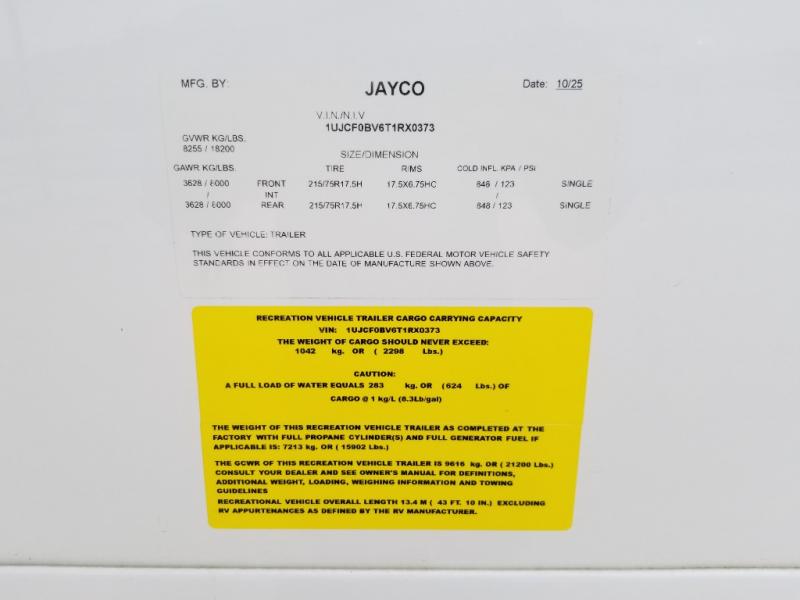 MFG. BY: JAYCO Date: 10/25
V.I.N./N.I.V
1UJCF0BV6T1RX0373
GVWR KG/LBS.
8255 / 18200
SIZE/DIMENSION
GAWR KG/LBS. TIRE RIMS COLD INFL. KPA / PSI
3628 / 8000 FRONT 215/75R17.5H 17.5X6.75HC 848 / 123 SINGLE
/ INT /
3628 / 8000 REAR 215/75R17.5H 17.5X6.75HC 848 / 123 SINGLE
TYPE OF VEHICLE: TRAILER
THIS VEHICLE CONFORMS TO ALL APPLICABLE U.S. FEDERAL MOTOR VEHICLE SAFETY
STANDARDS IN EFFECT ON THE DATE OF MANUFACTURE SHOWN ABOVE.
RECREATION VEHICLE TRAILER CARGO CARRYING CAPACITY
VIN: 1UJCF0BV6T1RX0373
THE WEIGHT OF CARGO SHOULD NEVER EXCEED:
1042 kg. OR ( 2298 Lbs.)
CAUTION:
A FULL LOAD OF WATER EQUALS 283 kg. OR (624 Lbs.) OF
CARGO @ 1 kg/L (8.3Lb/gal)
THE WEIGHT OF THIS RECREATION VEHICLE TRAILER AS COMPLETED AT THE
FACTORY WITH FULL PROPANE CYLINDER(S) AND FULL GENERATOR FUEL IF
APPLICABLE IS: 7213 kg. OR ( 15902 Lbs.)
THE GCWR OF THIS RECREATION VEHICLE TRAILER IS 9616 kg. OR ( 21200 Lbs.)
CONSULT YOUR DEALER AND SEE OWNER'S MANUAL FOR DEFINITIONS,
ADDITIONAL WEIGHT, LOADING, WEIGHING INFORMATION AND TOWING
GUIDELINES
RECREATIONAL VEHICLE OVERALL LENGTH 13.4 M ( 43 FT. 10 IN.) EXCLUDING
RV APPURTENANCES AS DEFINED BY THE RV MANUFACTURER.